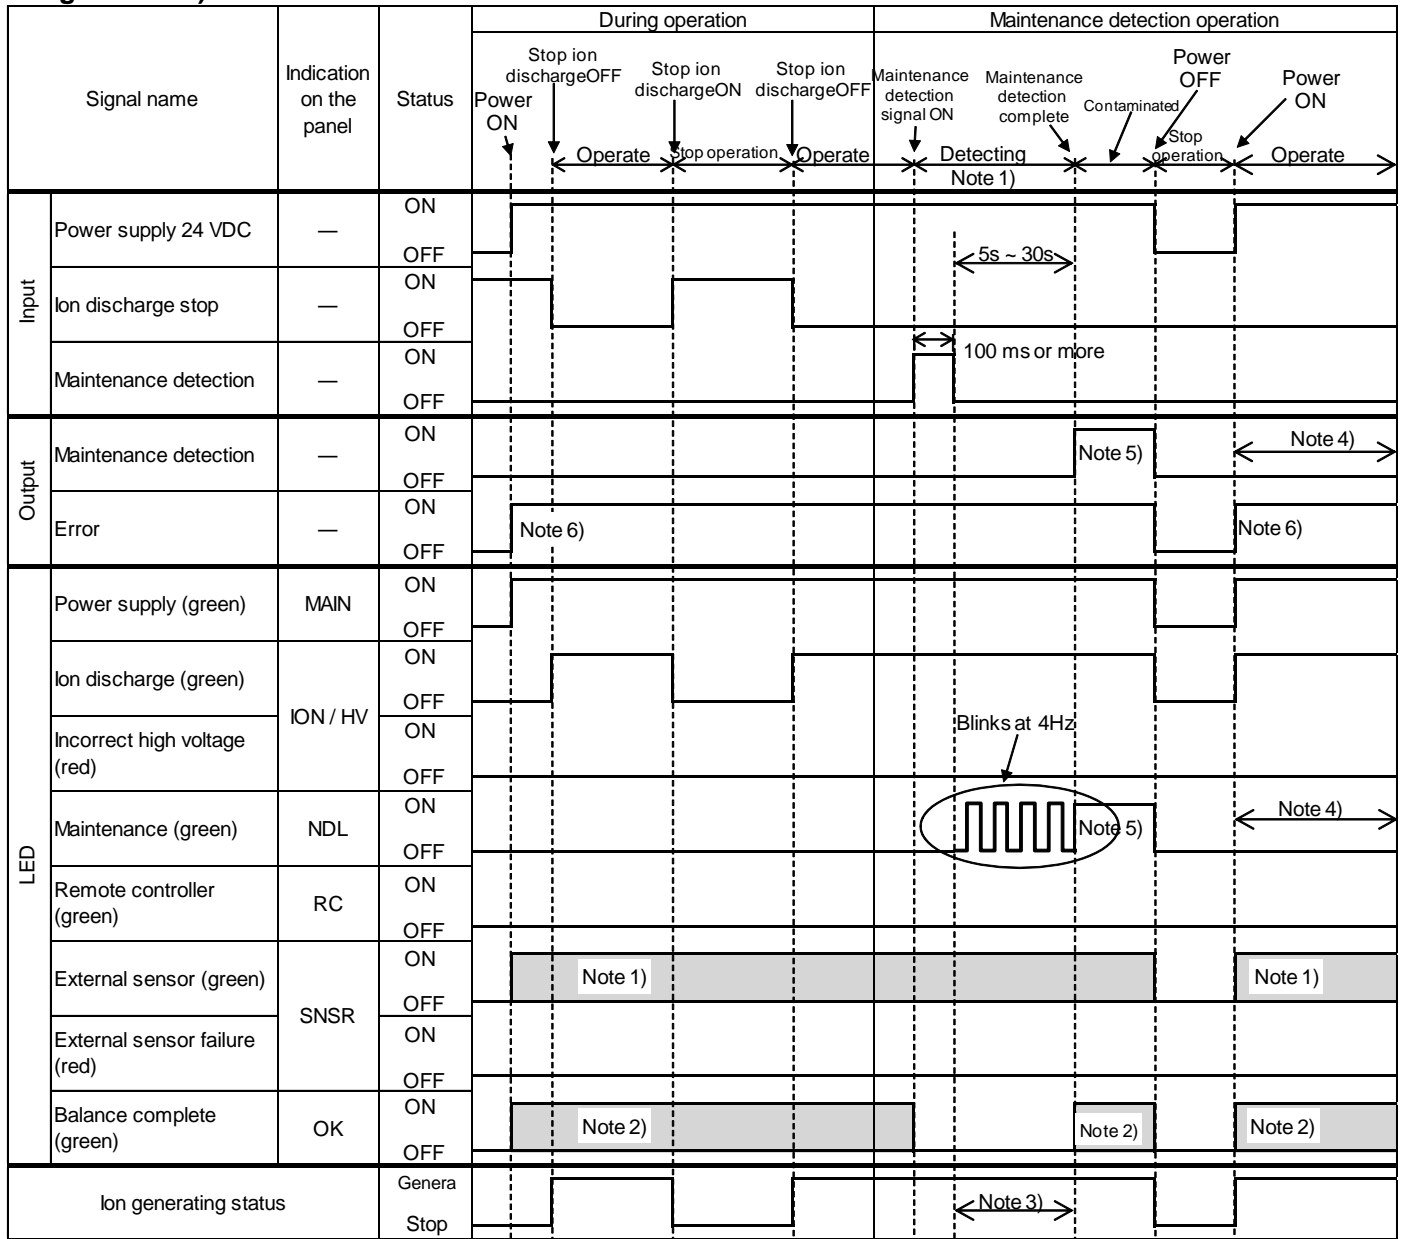 During operation
Maintenance detection operation
Signal name
Indication
on the
panel
Status
Power
ON
Stop ion
dischargeOFF
Stop ion
dischargeON
Stop ion
dischargeOFF
Maintenance
detection
signal ON
Maintenance
detection
complete
Contaminated
Power
OFF
Power
ON
Operate
Stop operation
Operate
Detecting
Note 1)
Stop
operation
Operate
Input
Power supply 24 VDC
—
ON
OFF
5s ~ 30s
Ion discharge stop
—
ON
OFF
Maintenance detection
—
ON
OFF
100 ms or more
Output
Maintenance detection
—
ON
OFF
Note 5)
Note 4)
Error
—
ON
OFF
Note 6)
Note 6)
LED
Power supply (green)
MAIN
ON
OFF
Ion discharge (green)
ION / HV
ON
OFF
Incorrect high voltage
(red)
ON
OFF
Blinks at 4Hz
Maintenance (green)
NDL
ON
OFF
Note 5)
Note 4)
Remote controller
(green)
RC
ON
OFF
External sensor (green)
SNSR
ON
OFF
Note 1)
Note 1)
External sensor failure
(red)
ON
OFF
Balance complete
(green)
OK
ON
OFF
Note 2)
Note 2)
Note 2)
Ion generating status
Genera
Stop
Note 3)